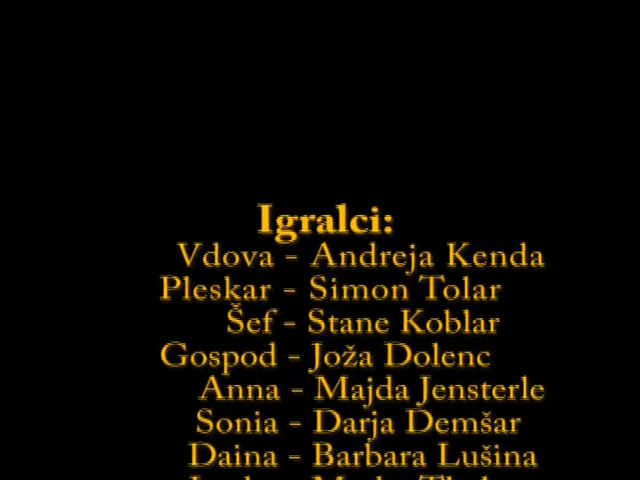 Igralci:
Vdova - Andreja Kenda
Pleskar - Simon Tolar
Šef - Stane Koblar
Gospod - Joža Dolenc
Anna - Majda Jensterle
Sonia - Darja Demšar
Daina - Barbara Lušina